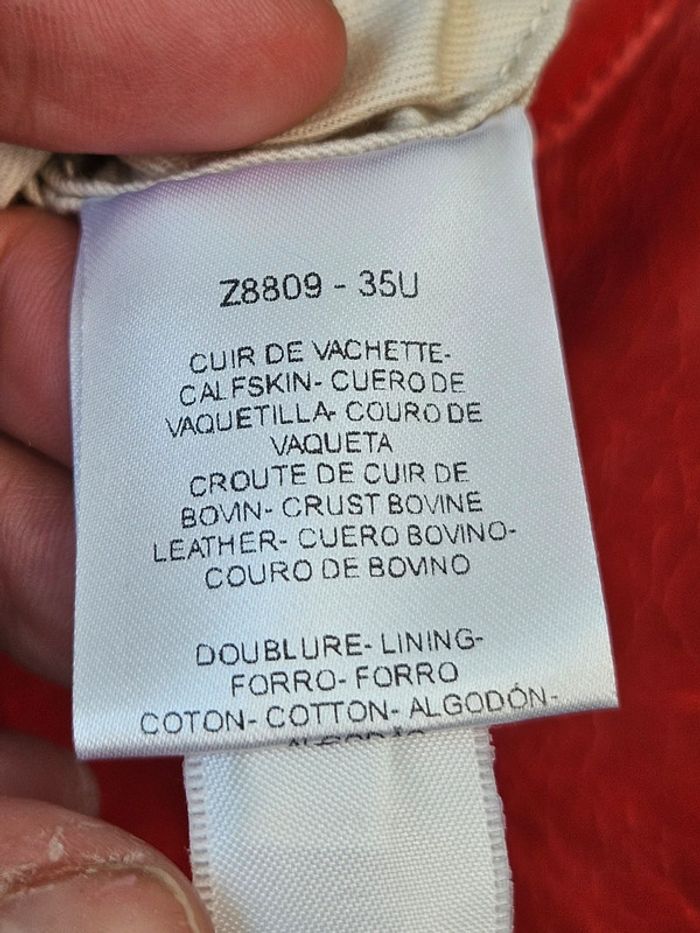 Z8809 - 35U
CUIR DE VACHETTE-
CALFSKIN- CUERO DE
VAQUETILLA- COURO DE
VAQUETA
CROUTE DE CUIR DE
BOVIN- CRUST BOVINE
LEATHER- CUERO BOVINO-
COURO DE BOVINO
DOUBLURE- LINING-
FORRO- FORRO
COTON- COTTON- ALGODÓN-